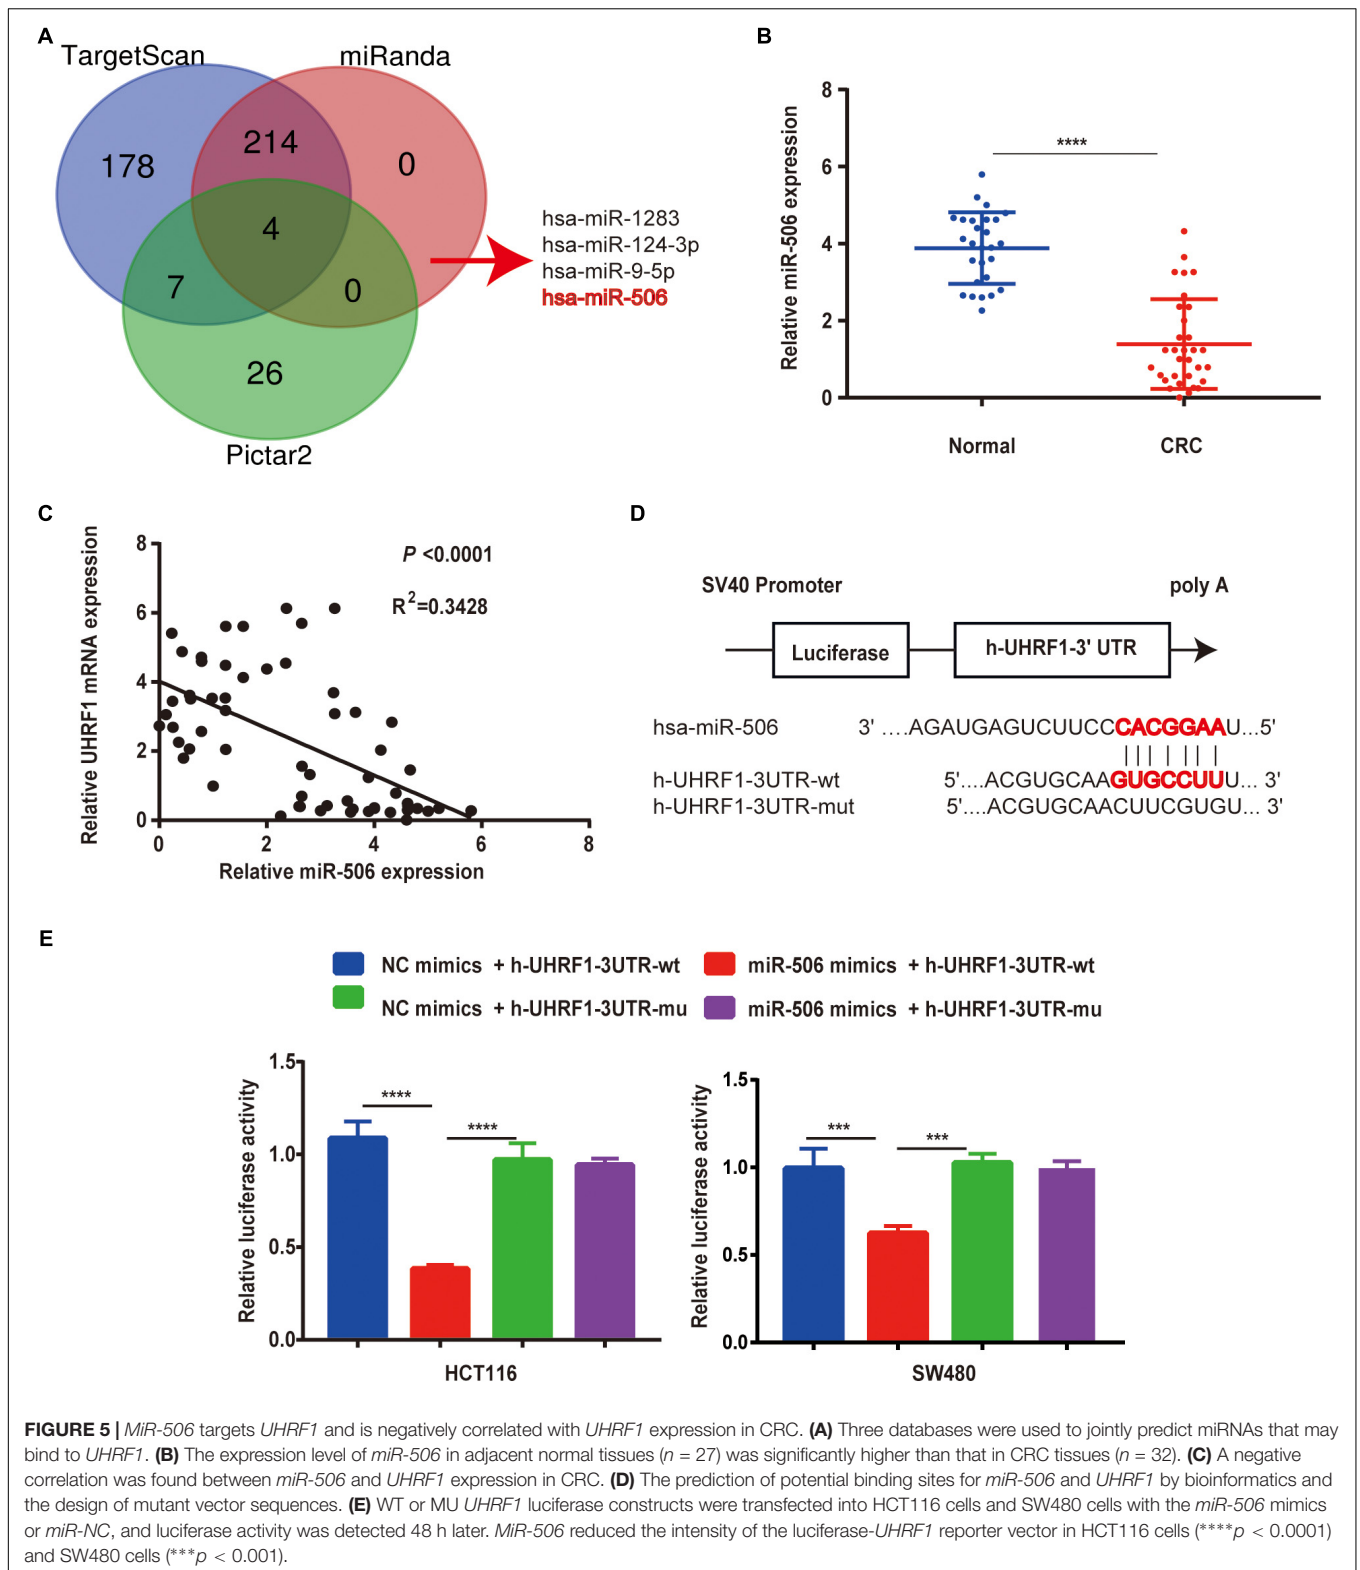 A
TargetScan
miRanda
178
214
0
4
7
0
26
Pictar2
hsa-miR-1283
hsa-miR-124-3p
hsa-miR-9-5p
hsa-miR-506
B
Relative miR-506 expression
8
6
4
2
0
****
Normal
CRC
C
Relative UHRF1 mRNA expression
8
6
4
2
0
P <0.0001
R²=0.3428
0
2
4
6
8
Relative miR-506 expression
D
SV40 Promoter
poly A
Luciferase
h-UHRF1-3' UTR
hsa-miR-506 3' ....AGAUGAGUCUUCCCACGGAAU...5'
h-UHRF1-3UTR-wt 5'....ACGUGCAAGUGCCUUU... 3'
h-UHRF1-3UTR-mut 5'....ACGUGCAACUUCGUGU... 3'
E
NC mimics + h-UHRF1-3UTR-wt
miR-506 mimics + h-UHRF1-3UTR-wt
NC mimics + h-UHRF1-3UTR-mu
miR-506 mimics + h-UHRF1-3UTR-mu
Relative luciferase activity
1.5
1.0
0.5
0.0
****
****
HCT116
Relative luciferase activity
1.5
1.0
0.5
0.0
***
***
SW480
FIGURE 5 | MiR-506 targets UHRF1 and is negatively correlated with UHRF1 expression in CRC. (A) Three databases were used to jointly predict miRNAs that may
bind to UHRF1. (B) The expression level of miR-506 in adjacent normal tissues (n = 27) was significantly higher than that in CRC tissues (n = 32). (C) A negative
correlation was found between miR-506 and UHRF1 expression in CRC. (D) The prediction of potential binding sites for miR-506 and UHRF1 by bioinformatics and
the design of mutant vector sequences. (E) WT or MU UHRF1 luciferase constructs were transfected into HCT116 cells and SW480 cells with the miR-506 mimics
or miR-NC, and luciferase activity was detected 48 h later. MiR-506 reduced the intensity of the luciferase-UHRF1 reporter vector in HCT116 cells (****p < 0.0001)
and SW480 cells (***p < 0.001).